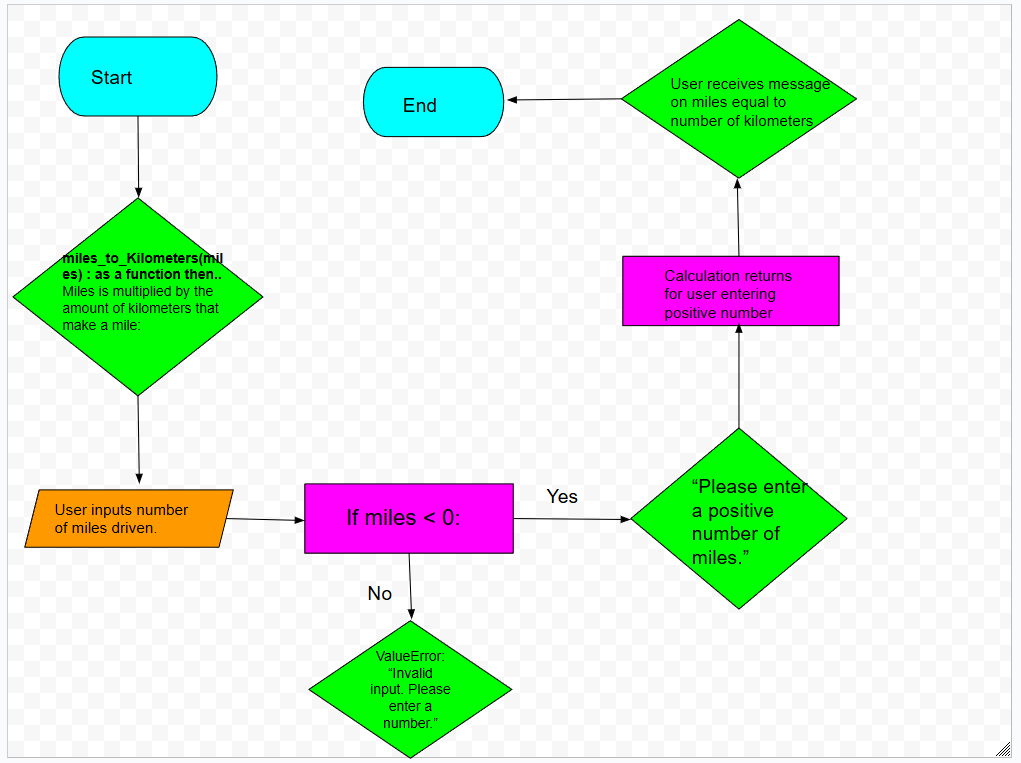 Start
miles_to_Kilometers(mil
es) : as a function then..
Miles is multiplied by the
amount of kilometers that
make a mile:
User inputs number
of miles driven.
If miles < 0:
No
ValueError:
“Invalid
input. Please
enter a
number.”
Yes
“Please enter
a positive
number of
miles.”
Calculation returns
for user entering
positive number
User receives message
on miles equal to
number of kilometers
End